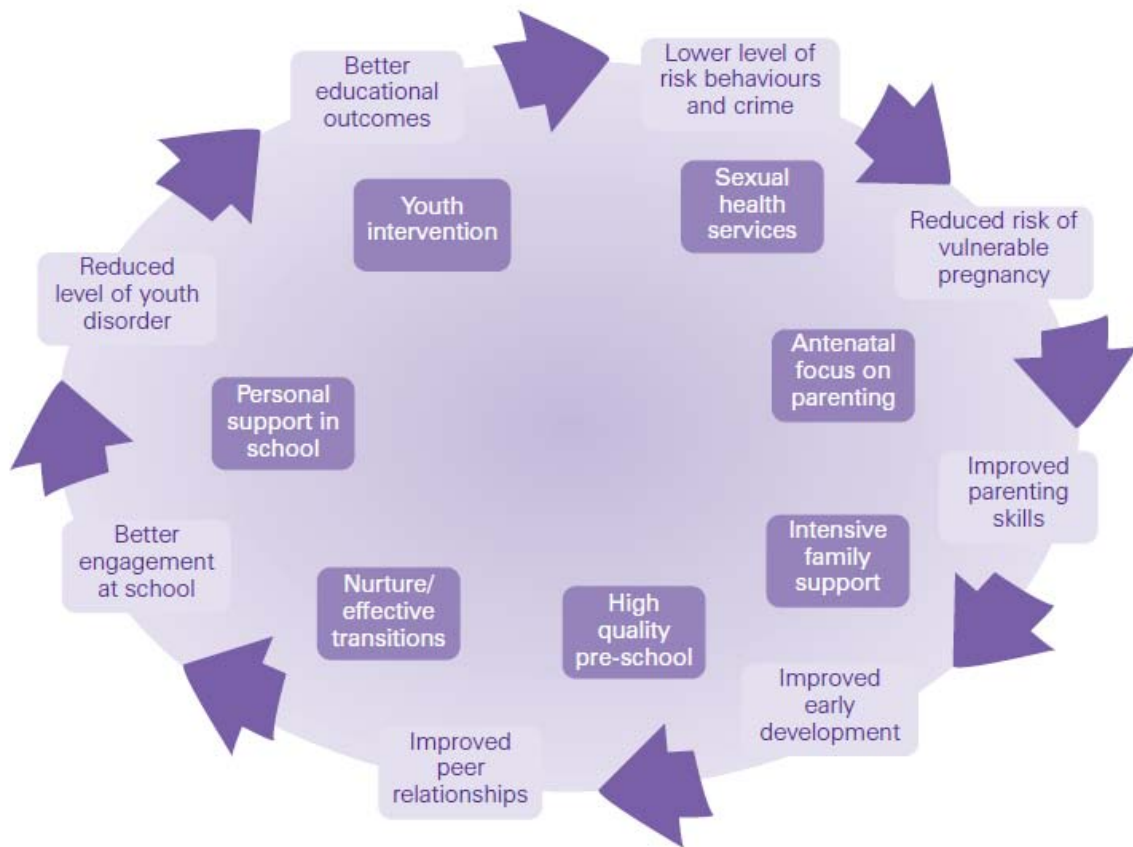 Better
educational
outcomes
Lower level of
risk behaviours
and crime
Youth
intervention
Sexual
health
services
Reduced risk of
vulnerable
pregnancy
Reduced
level of youth
disorder
Antenatal
focus on
parenting
Personal
support in
school
Improved
parenting
skills
Better
engagement
at school
Intensive
family
support
Nurture/
effective
transitions
High
quality
pre-school
Improved
early
development
Improved
peer
relationships